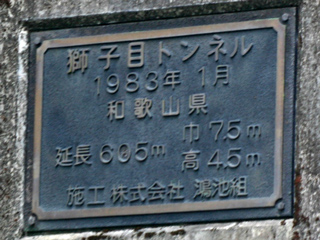 獅子目トンネル
1983年 1月
和歌山県
巾 7.5m
延長 605m 高 4.5m
施工 株式会社 鴻池組